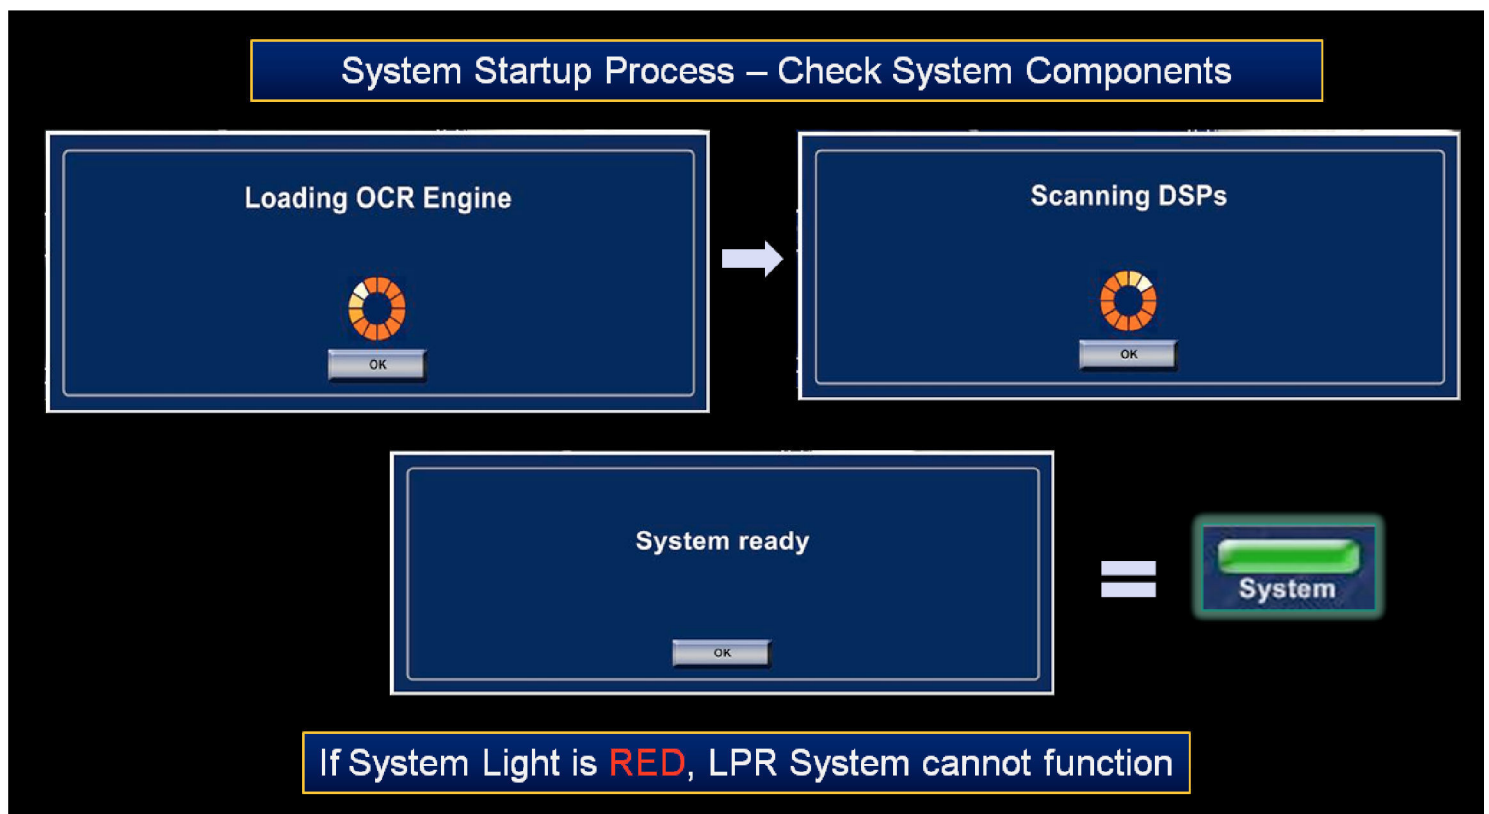 System Startup Process – Check System Components
Loading OCR Engine
OK
Scanning DSPs
OK
System ready
OK
System
If System Light is RED, LPR System cannot function